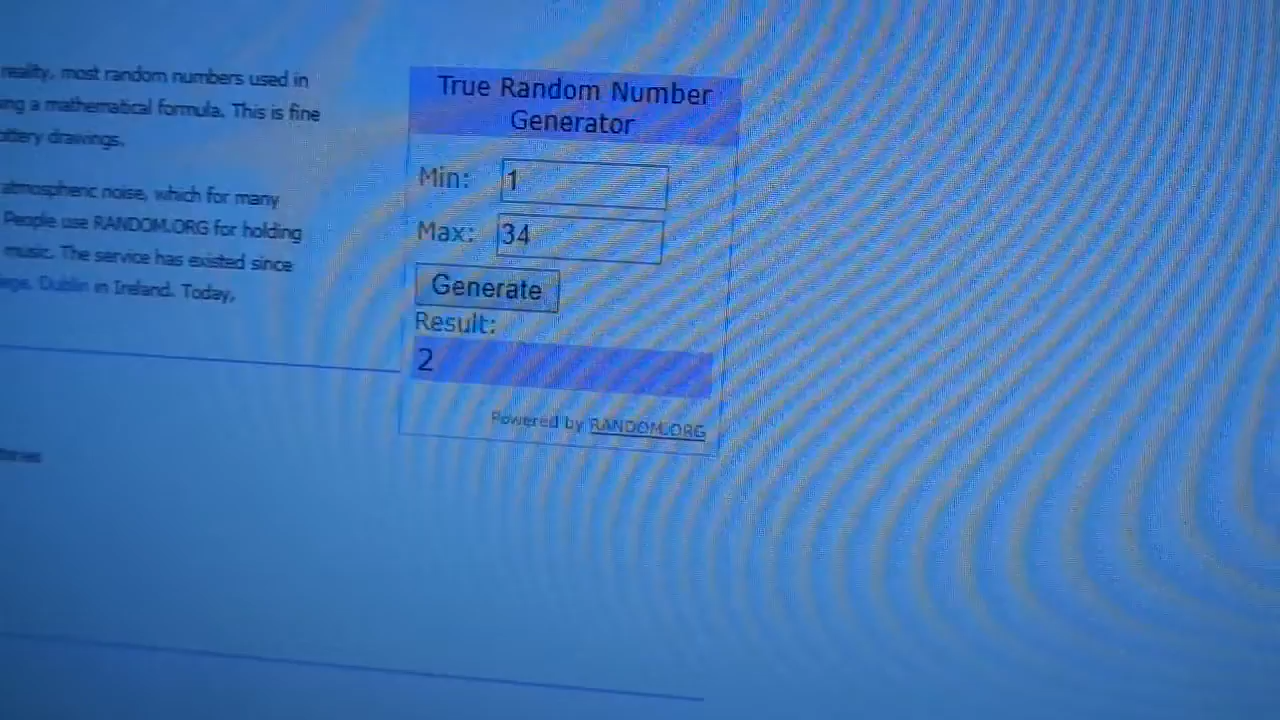 reality, most random numbers used in
ing a mathematical formula. This is fine
ottery drawings.
atmospheric noise, which for many
People use RANDOM.ORG for holding
music. The service has existed since
lege, Dublin in Ireland. Today,
True Random Number
Generator
Min: 1
Max: 34
Generate
Result:
2
Powered by RANDOM.ORG